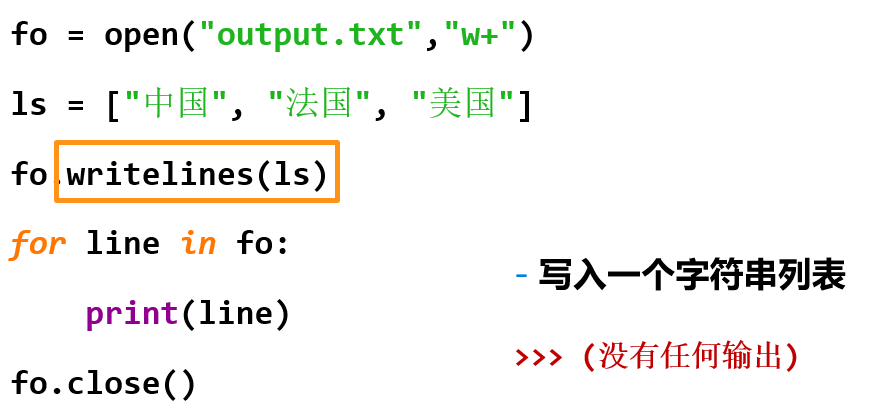 fo = open("output.txt","w+")
ls = ["中国", "法国", "美国"]
fo.writelines(ls)
for line in fo:
    print(line)
fo.close()
- 写入一个字符串列表
>>> (没有任何输出)